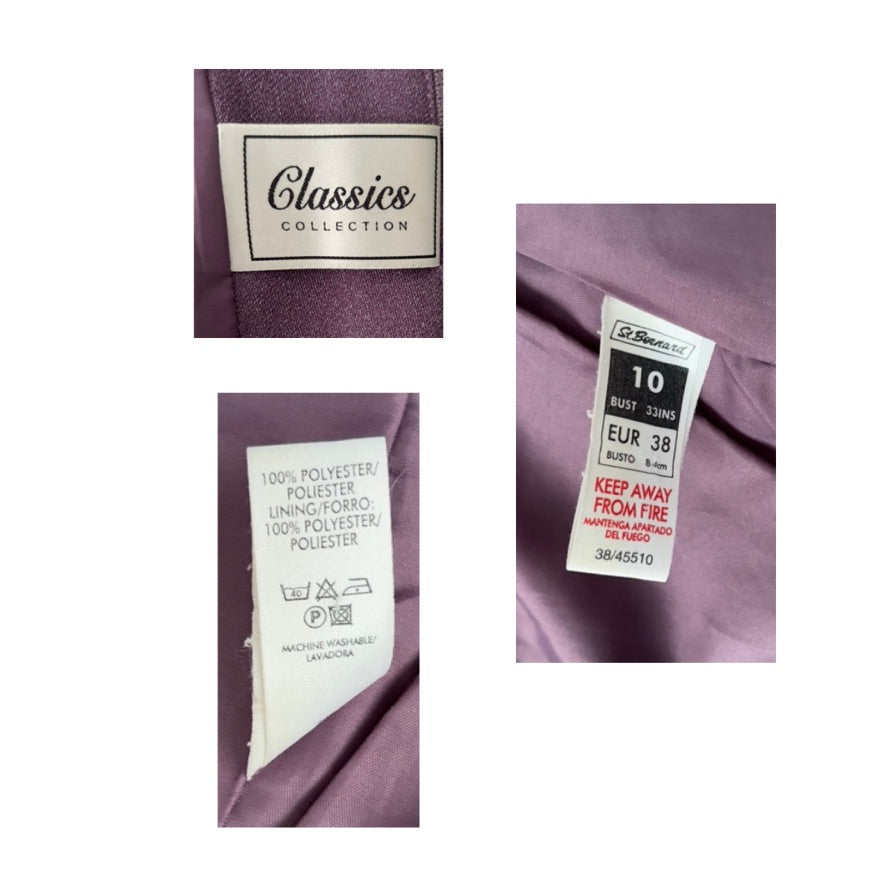 Classics
COLLECTION
St.Bernard
10
BUST 33INS
EUR 38
BUSTO
KEEP AWAY
FROM FIRE
MANTENGA APARTADO
DEL FUEGO
38/45510
100% POLYESTER/
POLIESTER
LINING/FORRO:
100% POLYESTER/
POLIESTER
40
P
MACHINE WASHABLE/
LAVADORA